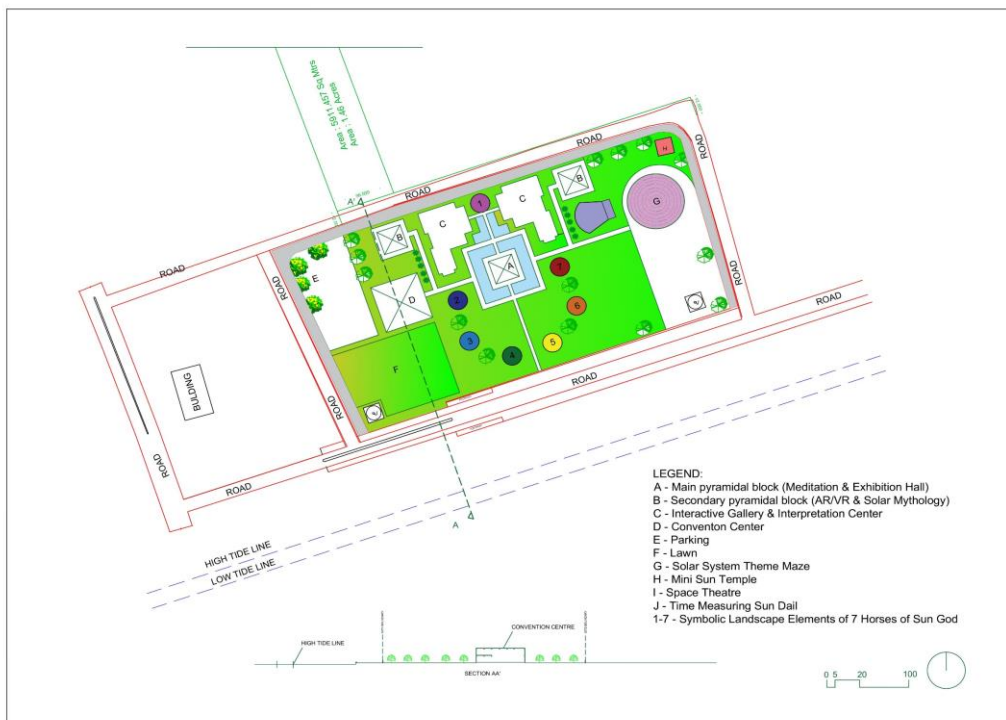 Area : 5911.457 Sq Mtrs
Area : 1.46 Acres
ROAD
ROAD
ROAD
ROAD
ROAD
ROAD
ROAD
ROAD
ROAD
ROAD
ROAD
A'
A
H
B
C
1
C
B
G
E
A
D
2
7
6
3
4
5
F
BULDING
HIGH TIDE LINE
LOW TIDE LINE
LEGEND:
A - Main pyramidal block (Meditation & Exhibition Hall)
B - Secondary pyramidal block (AR/VR & Solar Mythology)
C - Interactive Gallery & Interpretation Center
D - Conventon Center
E - Parking
F - Lawn
G - Solar System Theme Maze
H - Mini Sun Temple
I - Space Theatre
J - Time Measuring Sun Dail
1-7 - Symbolic Landscape Elements of 7 Horses of Sun God
HIGH TIDE LINE
CONVENTION CENTRE
SECTION AA'
0 5 20 100